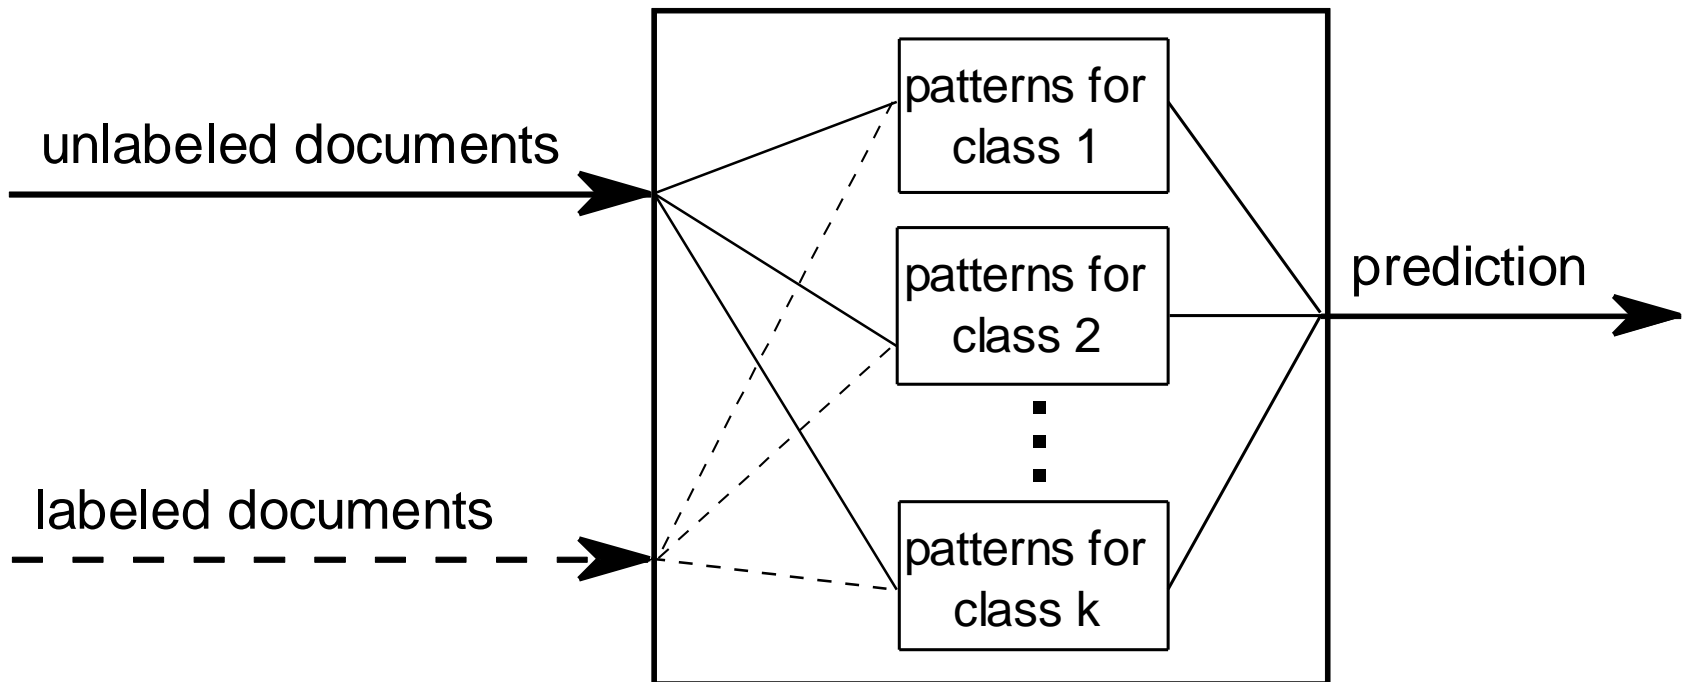 patterns for
class 1
unlabeled documents
patterns for
class 2
prediction
labeled documents
patterns for
class k